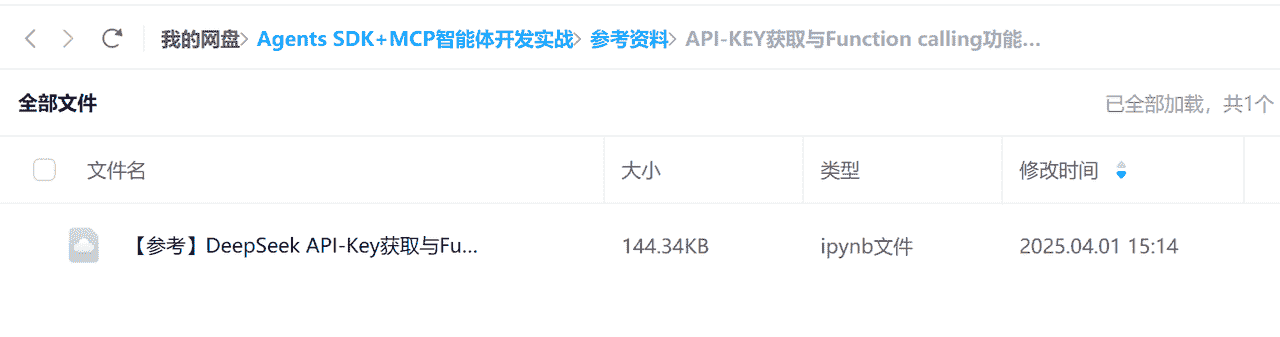 我的网盘> Agents SDK+MCP智能体开发实战> 参考资料> API-KEY获取与Function calling功能...
全部文件 已全部加载，共1个
文件名 大小 类型 修改时间
【参考】DeepSeek API-Key获取与Fu... 144.34KB ipynb文件 2025.04.01 15:14